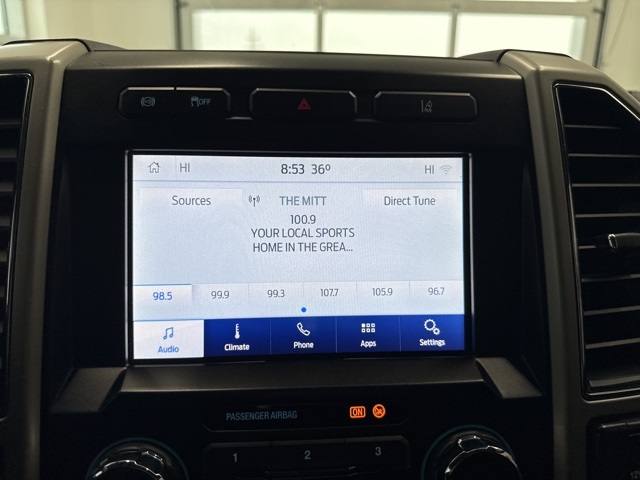 OFF
HI 8:53 36° HI
Sources THE MITT Direct Tune
100.9
YOUR LOCAL SPORTS
HOME IN THE GREA...
98.5 99.9 99.3 107.7 105.9 96.7
Audio Climate Phone Apps Settings
PASSENGER AIRBAG ON
1 2 3